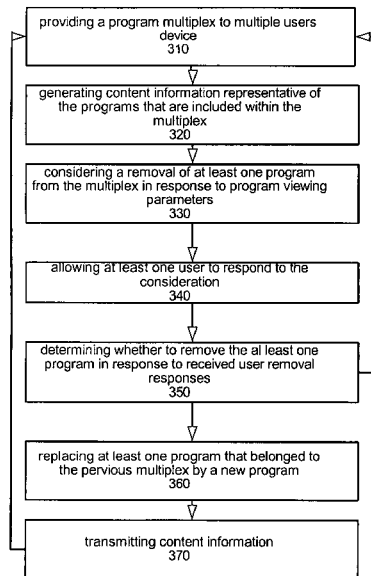 providing a program multiplex to multiple users
device
310
generating content information representative of
the programs that are included within the
multiplex
320
considering a removal of at least one program
from the multiplex in response to program viewing
parameters
330
allowing at least one user to respond to the
consideration
340
determining whether to remove the al least one
program in response to received user removal
responses
350
replacing at least one program that belonged to
the pervious multiplex by a new program
360
transmitting content information
370